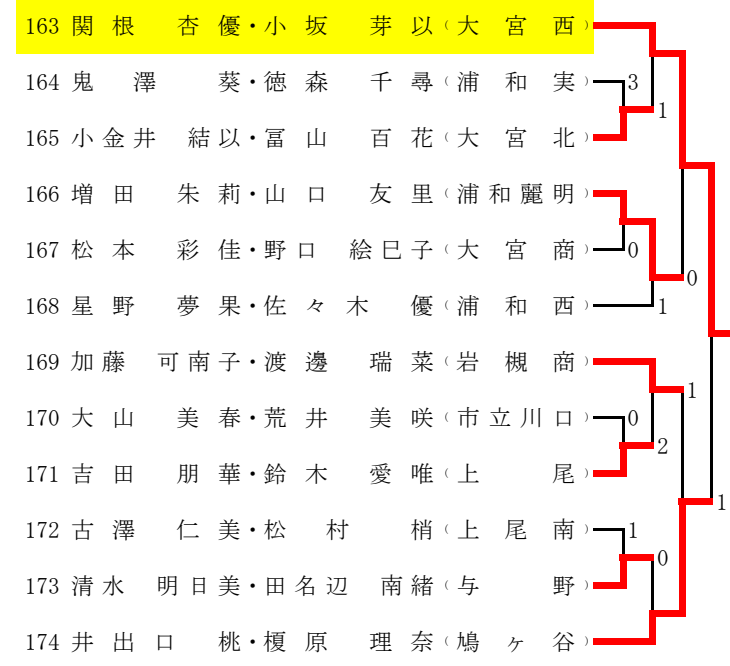 163 関根 杏優・小坂 芽以(大宮西)
164 鬼澤 葵・徳森 千尋(浦和実) 3
1
165 小金井 結以・冨山 百花(大宮北)
166 増田 朱莉・山口 友里(浦和麗明)
167 松本 彩佳・野口 絵巳子(大宮商) 0
0
168 星野 夢果・佐々木 優(浦和西) 1
169 加藤 可南子・渡邊 瑞菜(岩槻商)
1
170 大山 美春・荒井 美咲(市立川口) 0
2
171 吉田 朋華・鈴木 愛唯(上尾)
1
172 古澤 仁美・松村 梢(上尾南) 1
0
173 清水 明日美・田名辺 南緒(与野)
174 井出口 桃・榎原 理奈(鳩ヶ谷)